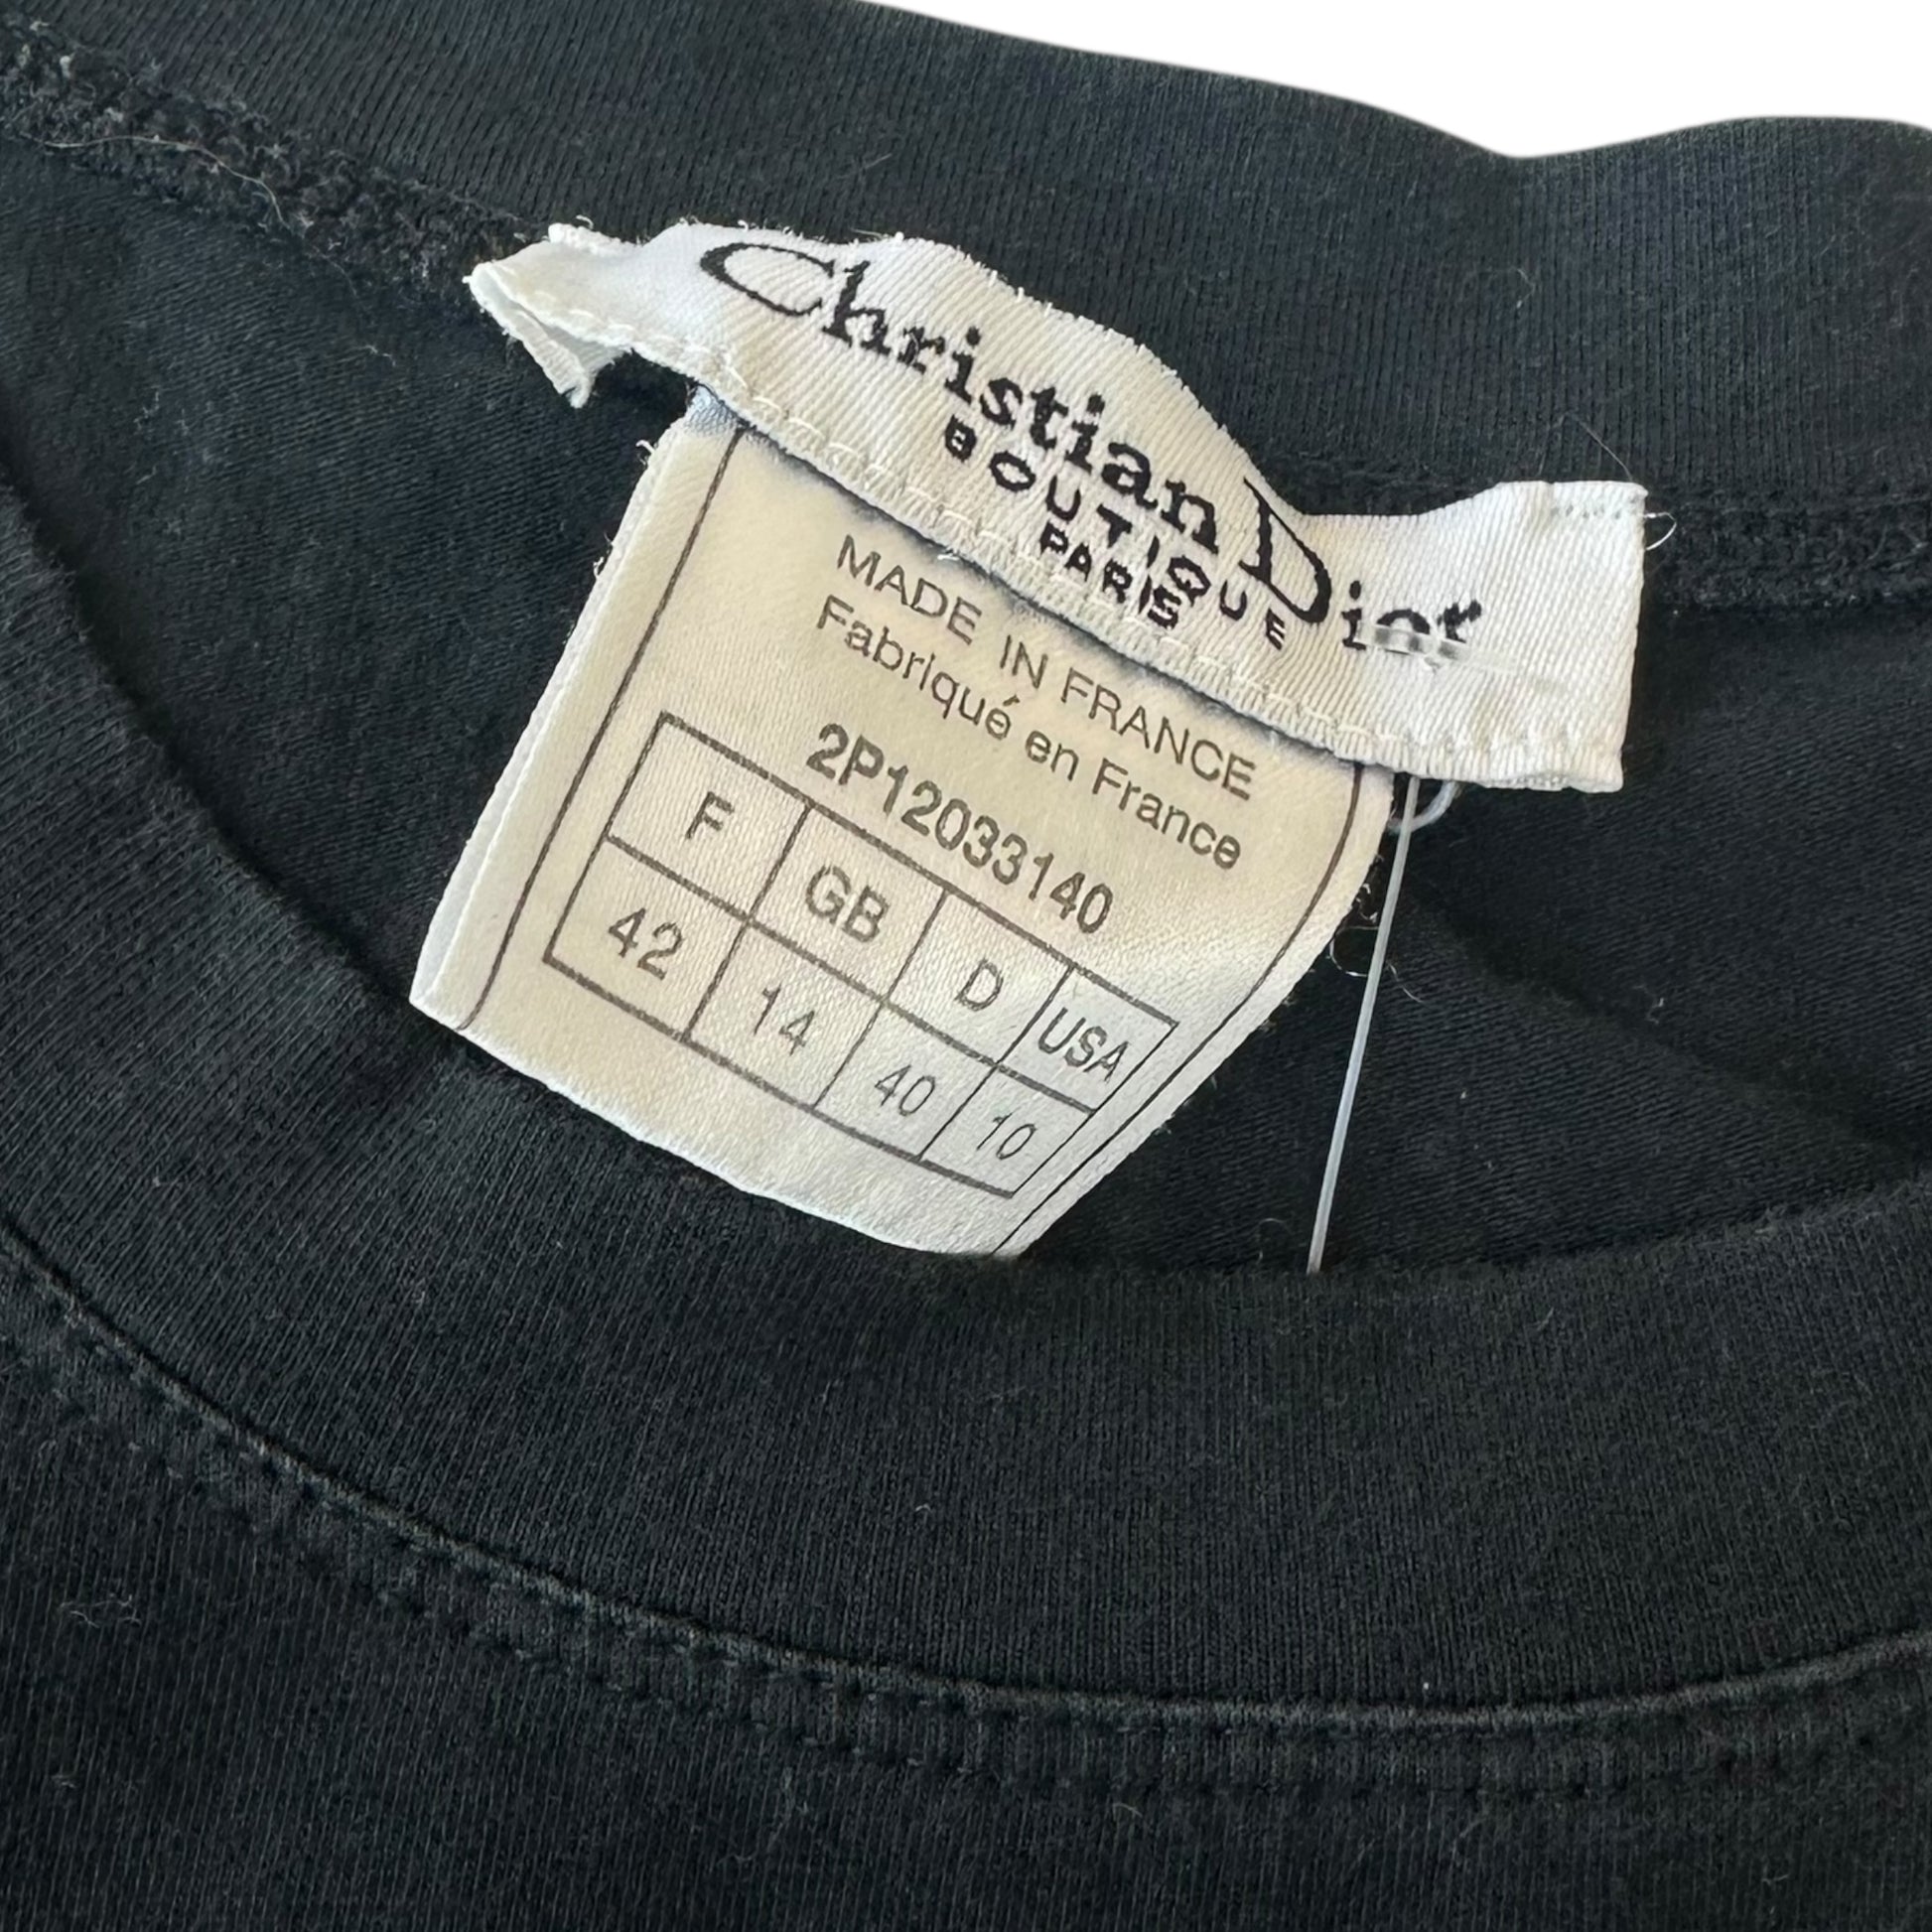 Christian Dior
BOUTIQUE
PARIS
MADE IN FRANCE
Fabriqué en France
2P12033140
F GB D USA
42 14 40 10